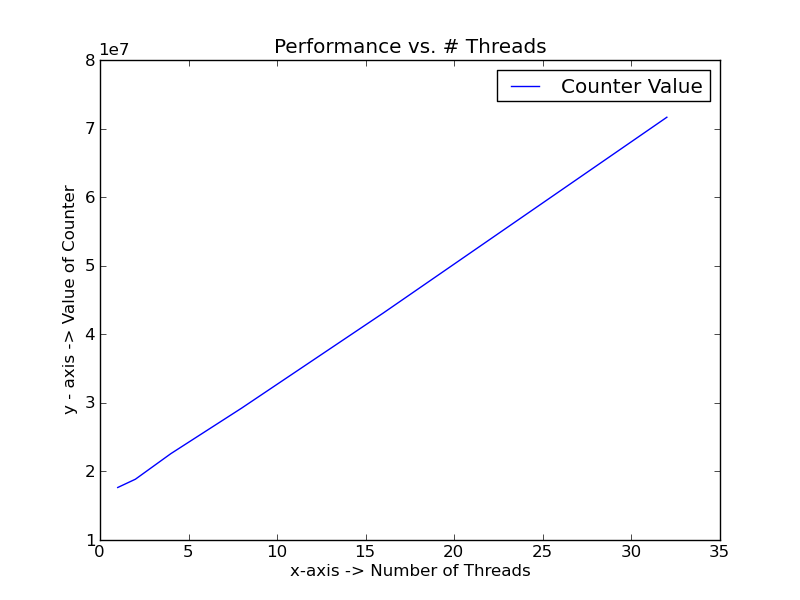 Performance vs. # Threads
1e7
Counter Value
8
7
6
5
4
3
2
1
y - axis -> Value of Counter
0 5 10 15 20 25 30 35
x-axis -> Number of Threads